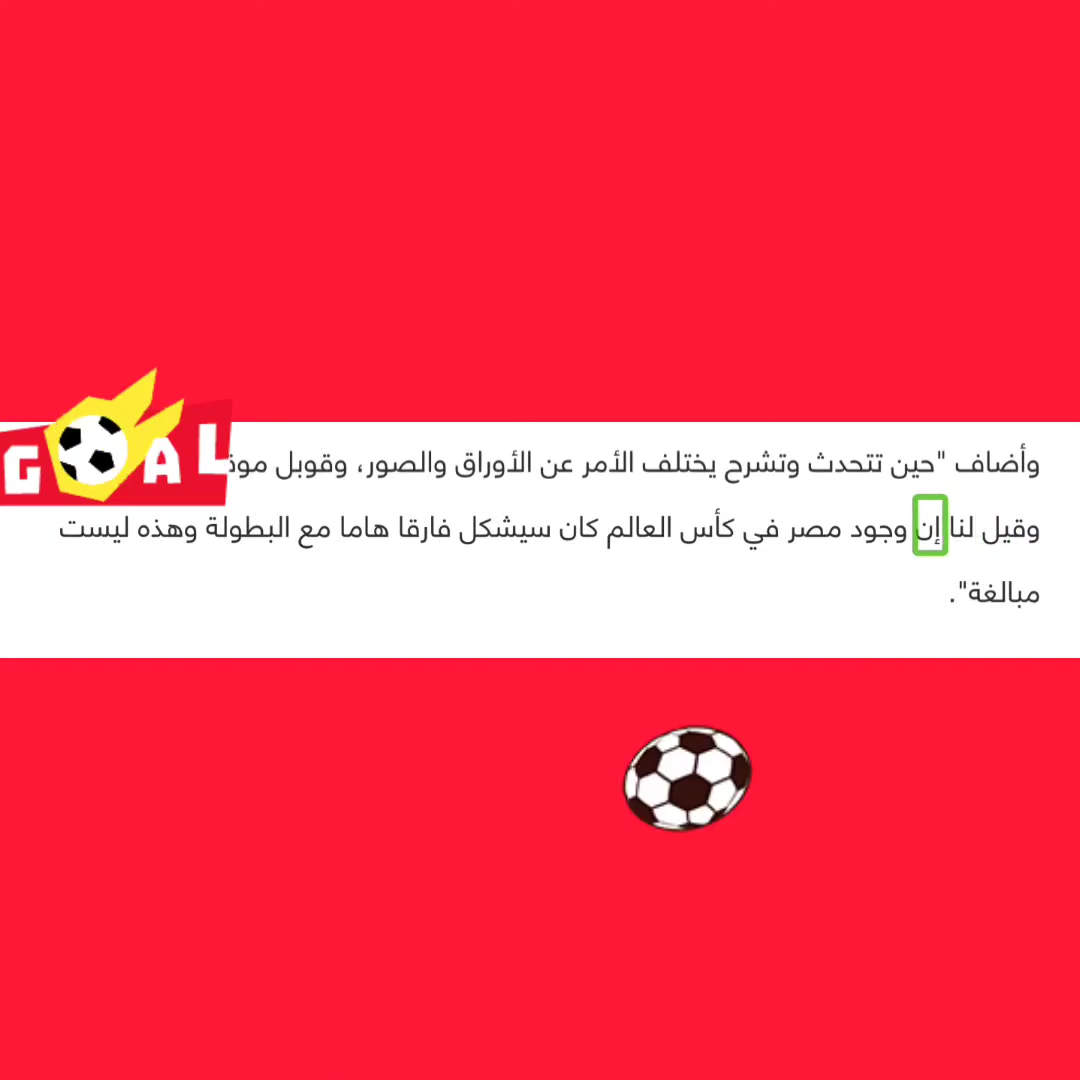 GOAL
وأضاف "حين تتحدث وتشرح يختلف الأمر عن الأوراق والصور، وقوبل
وقيل لنا إن وجود مصر في كأس العالم كان سيشكل فارقا هاما مع البطولة وهذه ليست
مبالغة".